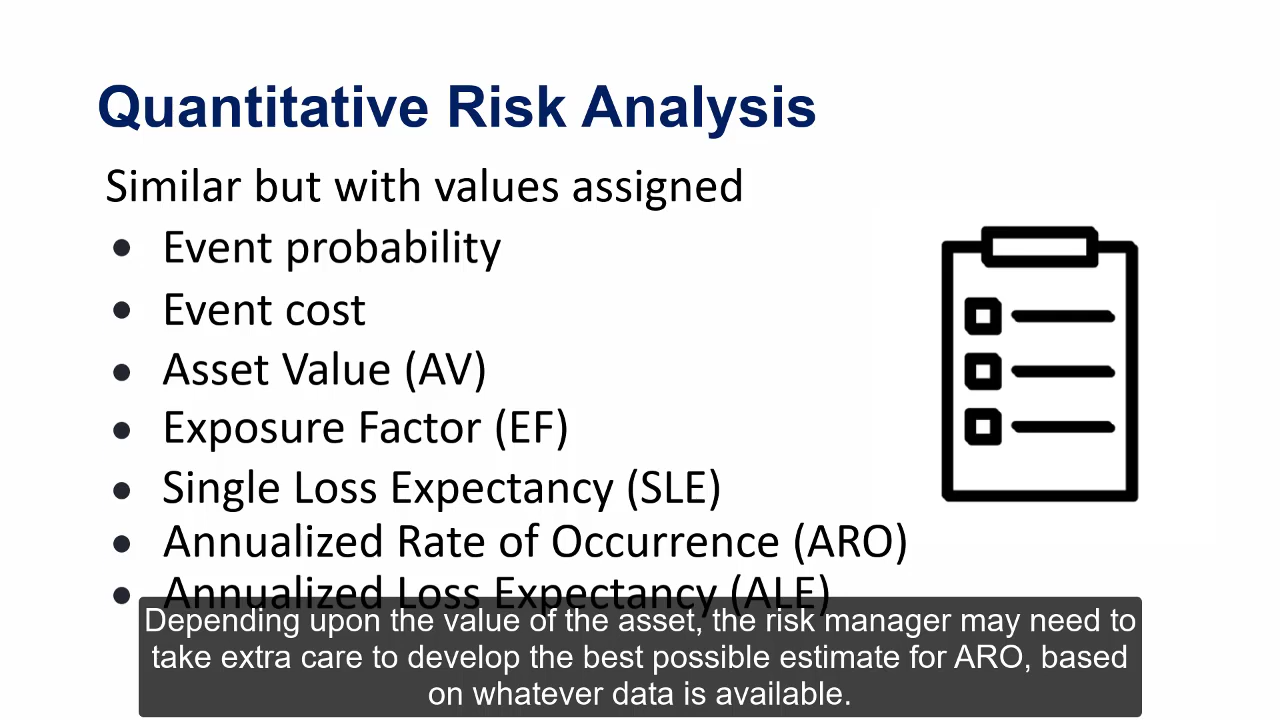 Quantitative Risk Analysis
Similar but with values assigned
• Event probability
• Event cost
• Asset Value (AV)
• Exposure Factor (EF)
• Single Loss Expectancy (SLE)
• Annualized Rate of Occurrence (ARO)
• Annualized Loss Expectancy (ALE)
Depending upon the value of the asset, the risk manager may need to
take extra care to develop the best possible estimate for ARO, based
on whatever data is available.